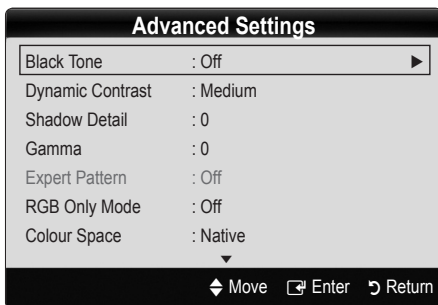 Advanced Settings
Black Tone : Off ▶
Dynamic Contrast : Medium
Shadow Detail : 0
Gamma : 0
Expert Pattern : Off
RGB Only Mode : Off
Colour Space : Native
▼
Move Enter Return